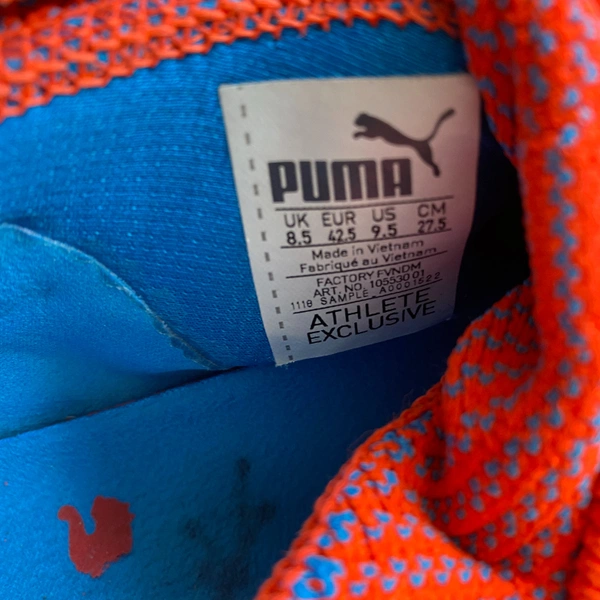 PUMA
UK EUR US CM
8.5 42.5 9.5 27.5
Made in Vietnam
Fabriqué au Vietnam
FACTORY FVNDM
ART. NO. 105530 01
1118 SAMPLE A0001522
ATHLETE
EXCLUSIVE